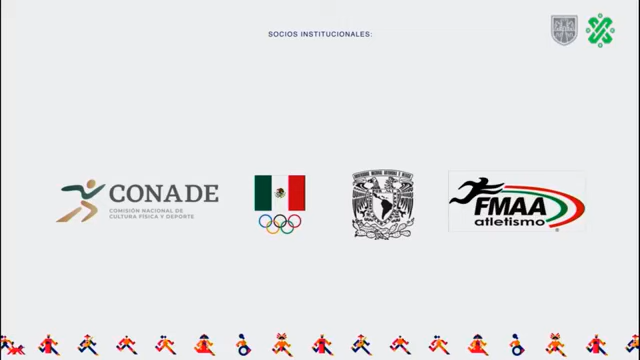 SOCIOS INSTITUCIONALES:
CONADE
COMISIÓN NACIONAL DE
CULTURA FÍSICA Y DEPORTE
FMAA
atletismo